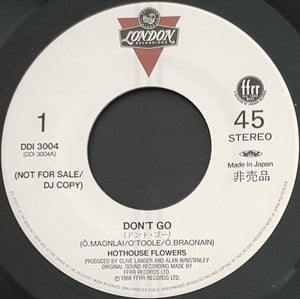 LONDON
RECORDINGS
1
DDI 3004
(DDI 3004A)
(NOT FOR SALE/
DJ COPY)
ffrr
45
STEREO
Made in Japan
非売品
DON'T GO
(ドント・ゴー)
(Ó.MAONLAI/O'TOOLE/Ó.BRAONAIN)
HOTHOUSE FLOWERS
PRODUCED BY CLIVE LANGER AND ALAN WINSTANLEY
ORIGINAL SOUND RECORDING MADE BY
FFRR RECORDS LTD.
℗1988 FFRR RECORDS LTD.